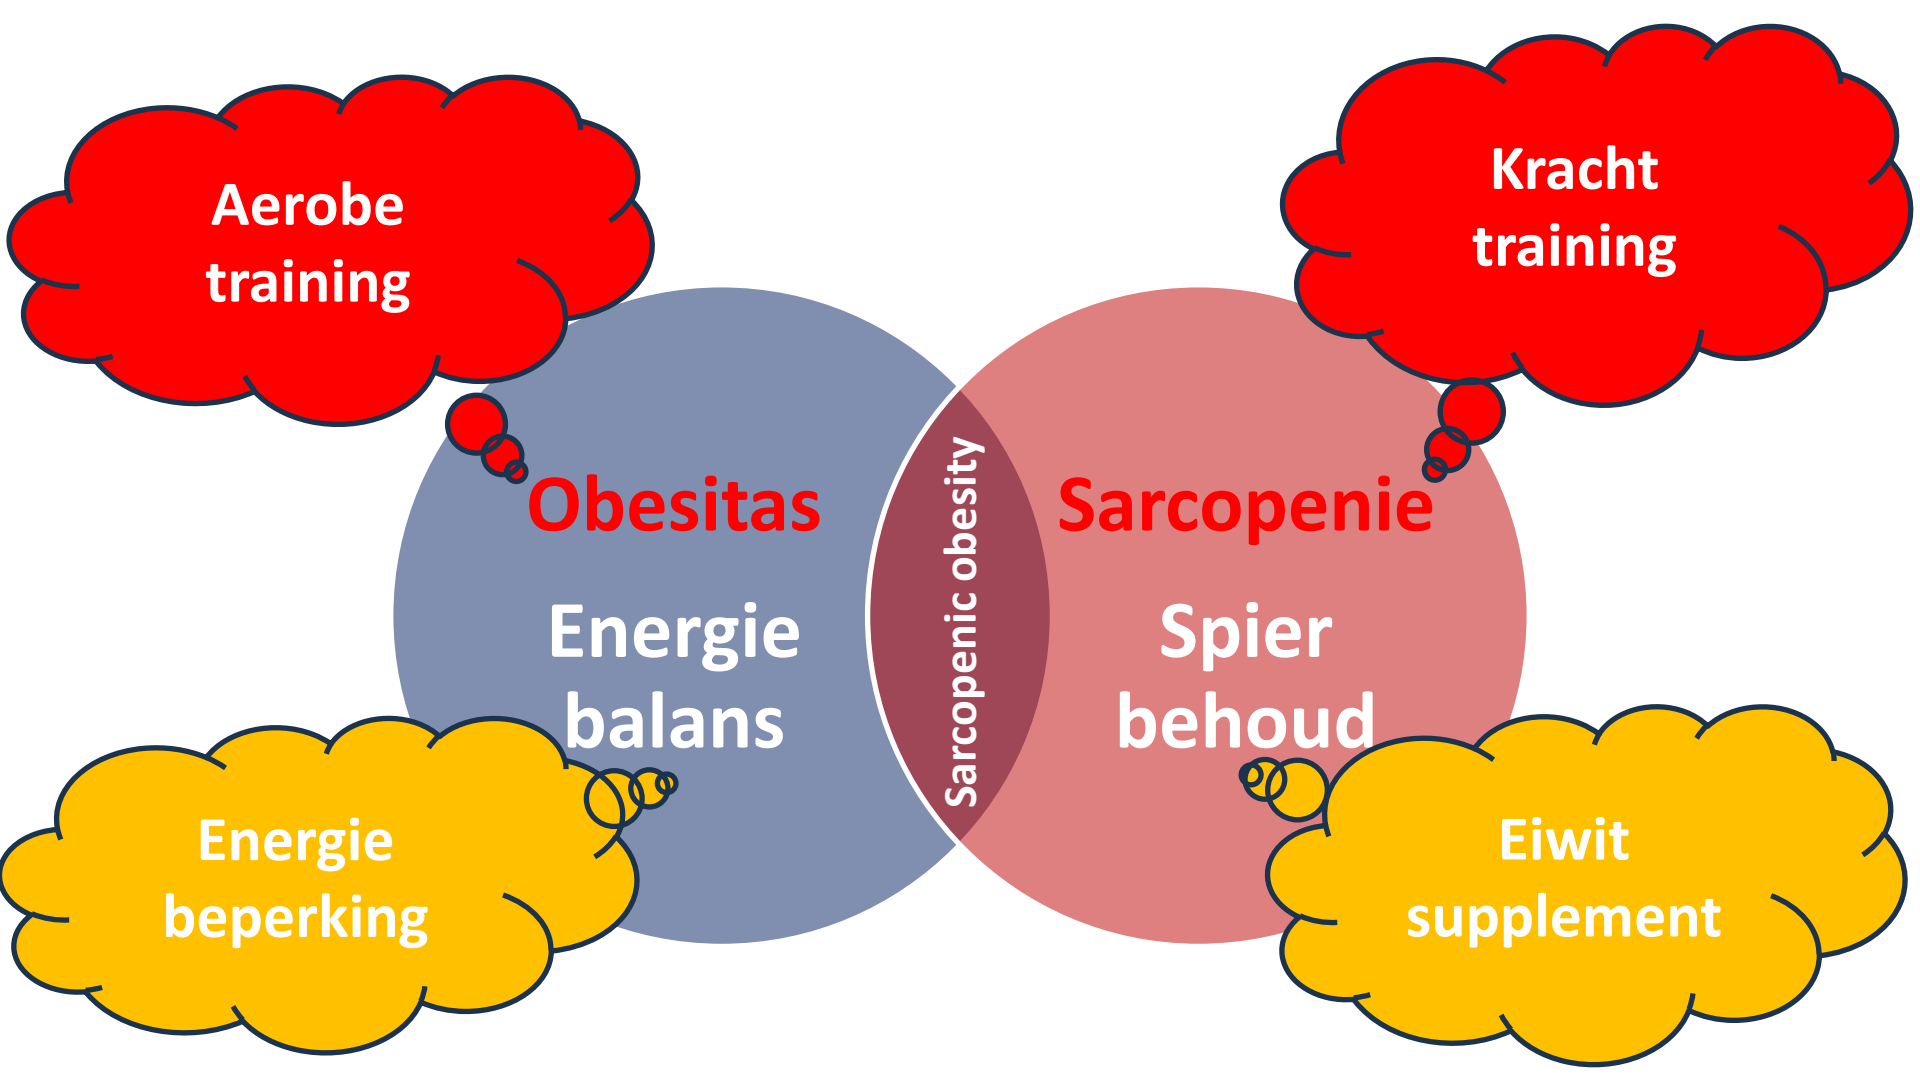 Aerobe
training
Kracht
training
Obesitas
Energie
balans
Sarcopenic obesity
Sarcopenie
Spier
behoud
Energie
beperking
Eiwit
supplement